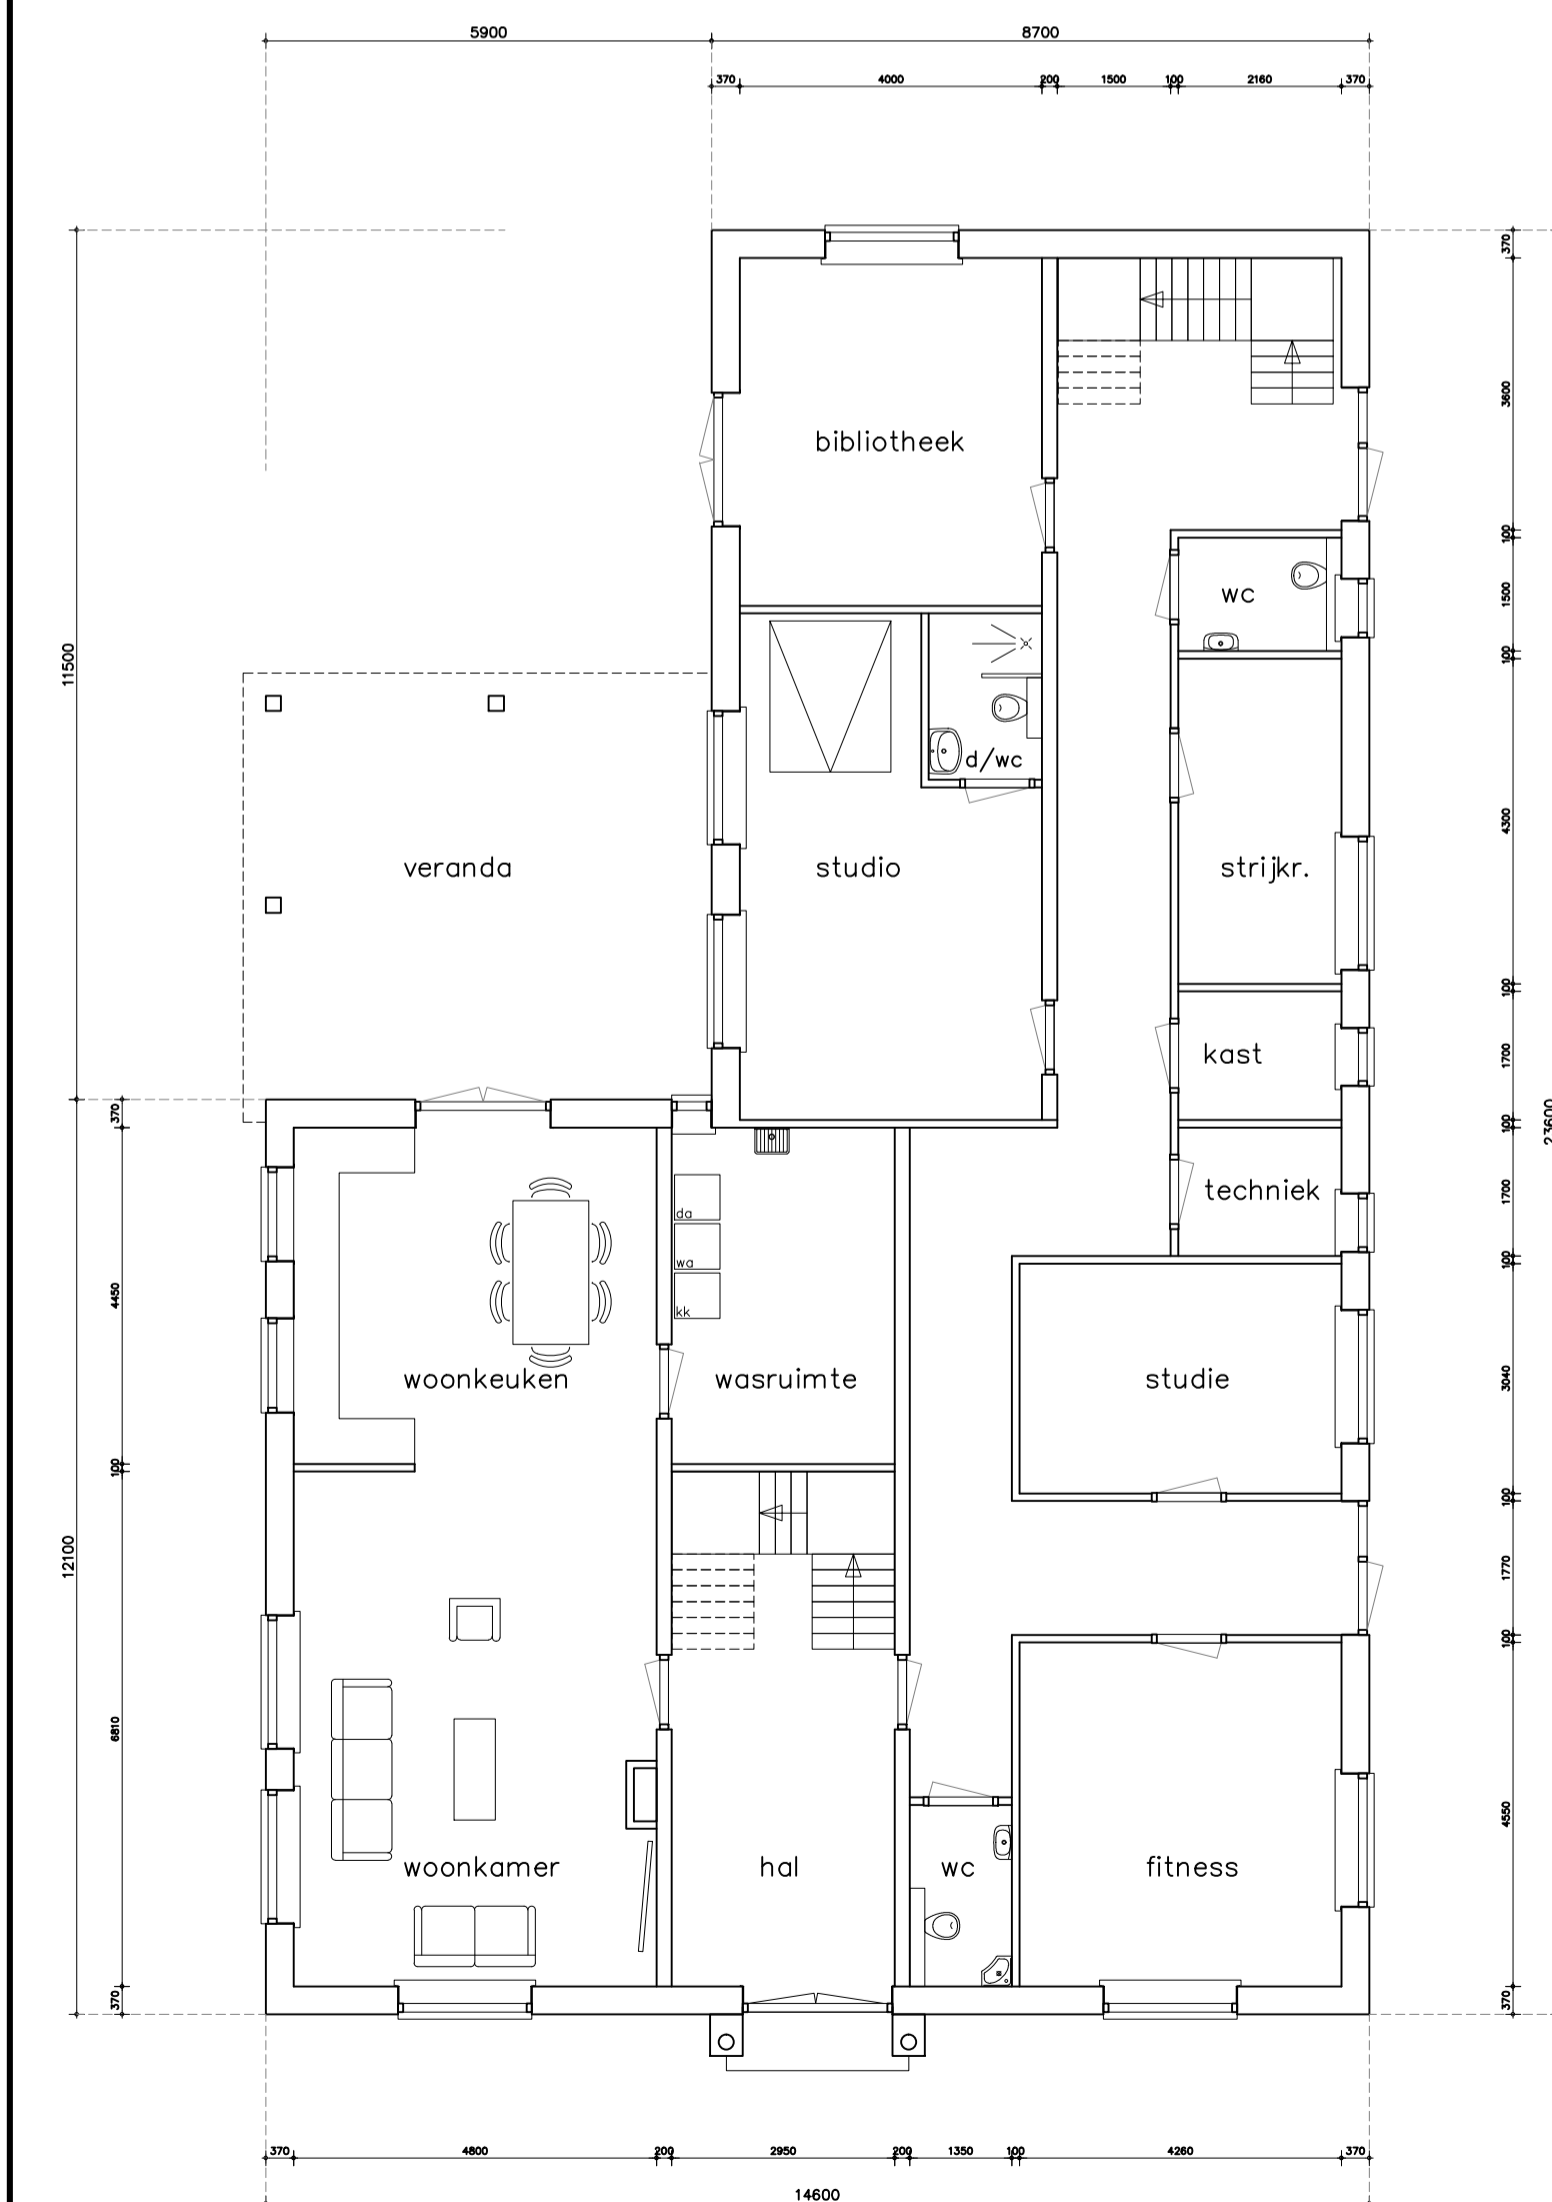 5900 8700
370 4000 200 1500 100 2160 370
370
3600
bibliotheek
100
wc
1500
11500
100
d/wc
4300
veranda studio strijkr.
100
kast
1700
370
100
23600
techniek
1700
da
wa
kk
100
4450
woonkeuken wasruimte studie
3040
100
100
12100
1770
100
6810
4550
woonkamer hal wc fitness
370
370
370 4800 200 2950 200 1350 100 4260 370
14600